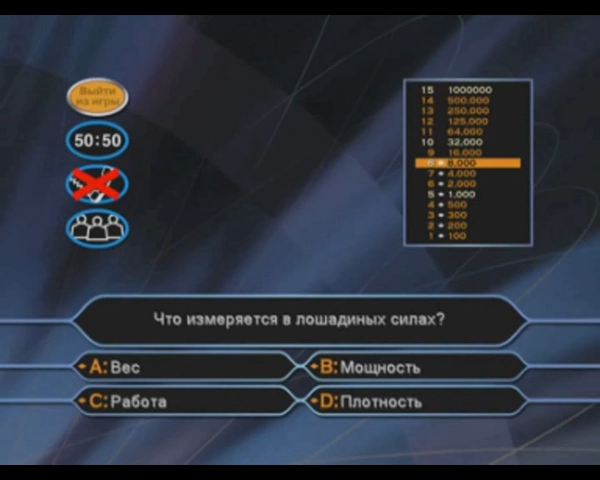 Выйти
из игры
50:50
15 1000000
14 500,000
13 250,000
12 125,000
11 64,000
10 32,000
9 16,000
8 8,000
7 4,000
6 2,000
5 1,000
4 500
3 300
2 200
1 100
Что измеряется в лошадиных силах?
A: Вес
B: Мощность
C: Работа
D: Плотность